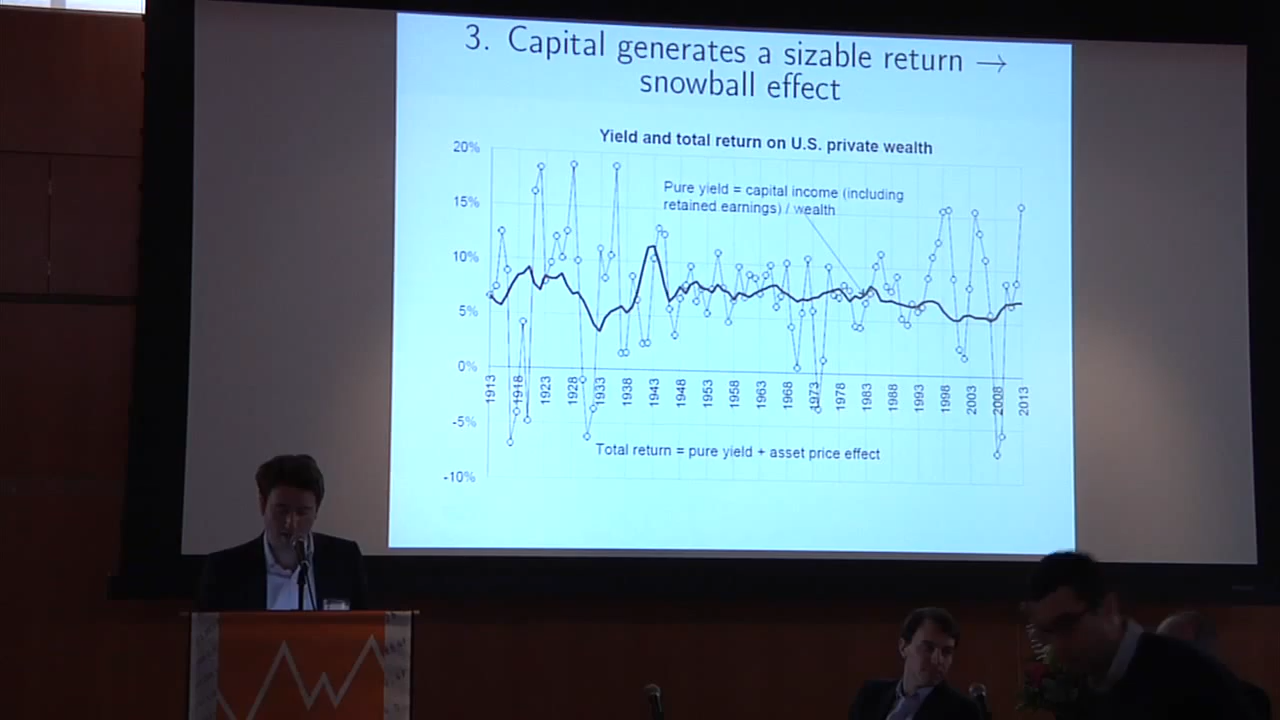 3. Capital generates a sizable return →
snowball effect
Yield and total return on U.S. private wealth
20%
Pure yield = capital income (including
retained earnings) / wealth
15%
10%
5%
0%
1913 1918 1923 1928 1933 1938 1943 1948 1953 1958 1963 1968 1973 1978 1983 1988 1993 1998 2003 2008 2013
-5%
Total return = pure yield + asset price effect
-10%